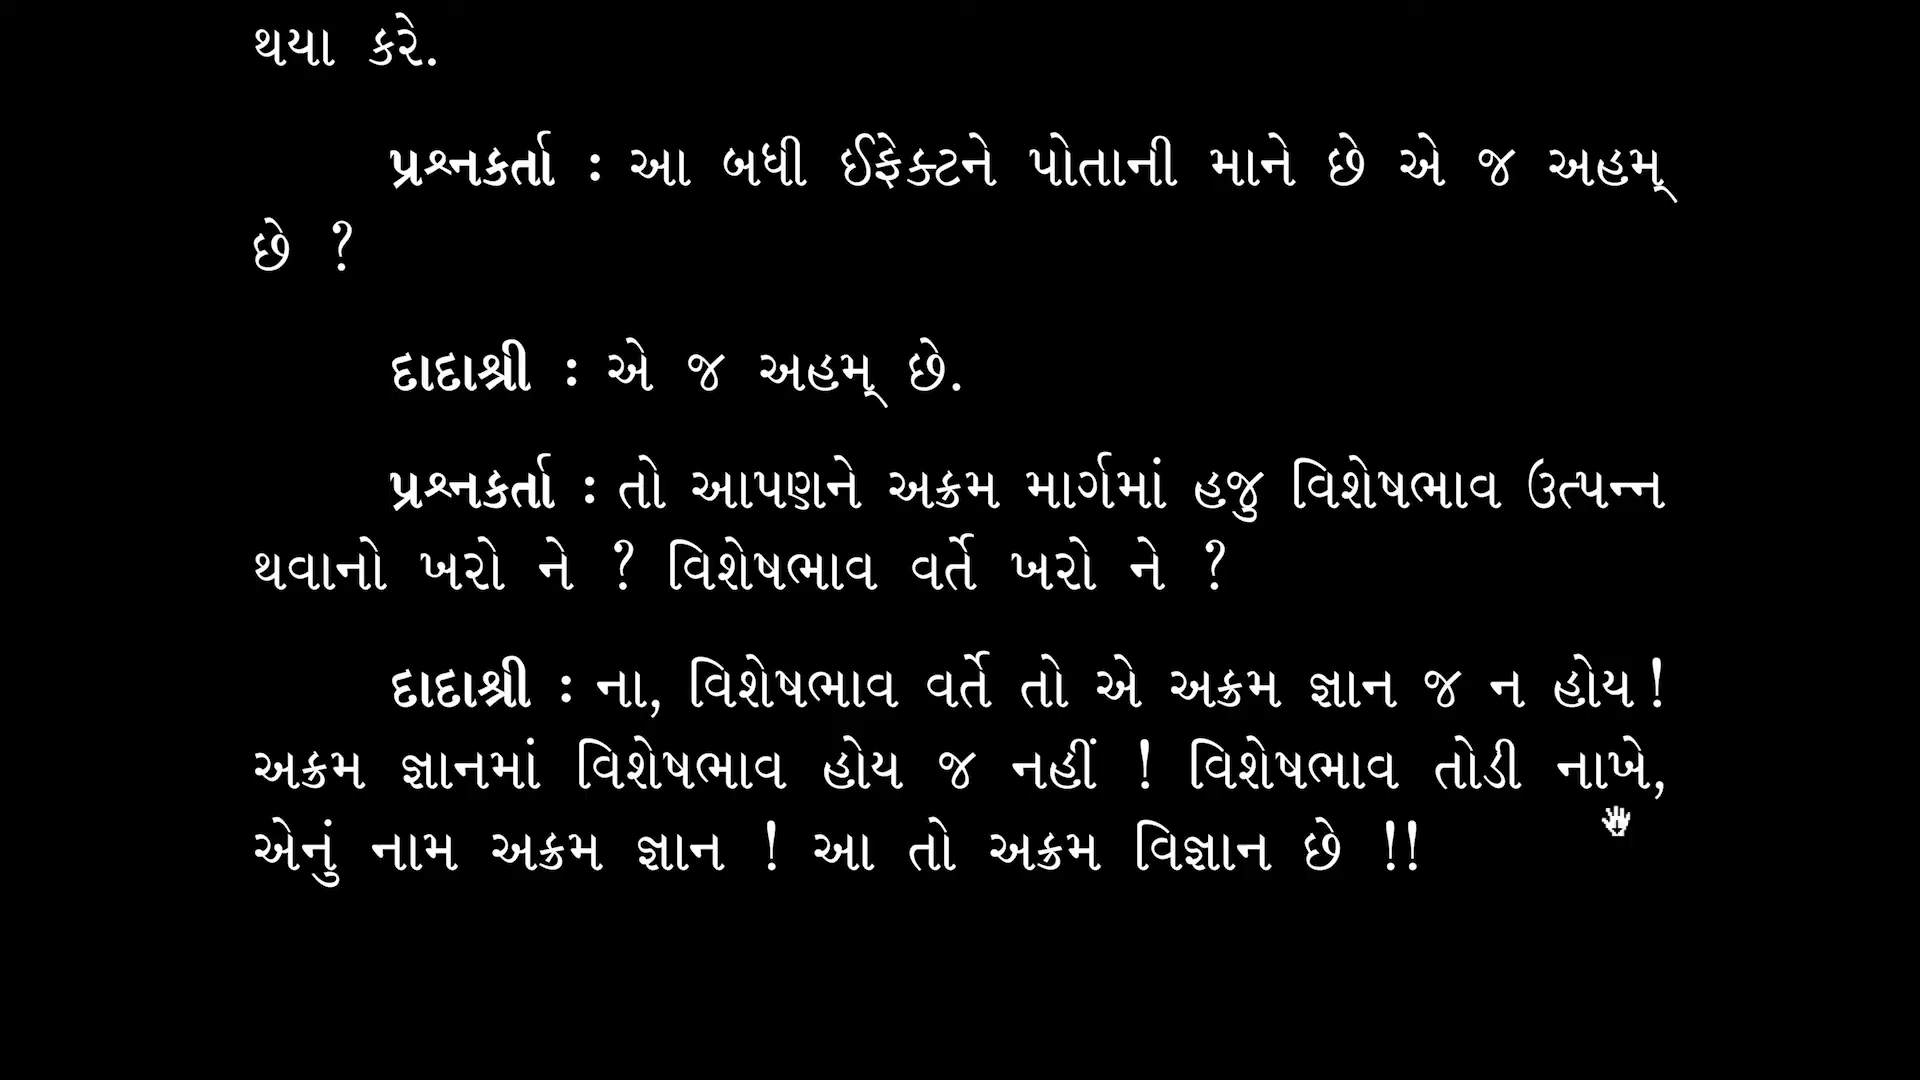 થયા કરે.
પ્રશ્નકર્તા : આ બધી ઈફેક્ટને પોતાની માને છે એ જ અહમ્
છે ?
દાદાશ્રી : એ જ અહમ્ છે.
પ્રશ્નકર્તા : તો આપણને અક્રમ માર્ગમાં હજુ વિશેષભાવ ઉત્પન્ન
થવાનો ખરો ને ? વિશેષભાવ વર્તે ખરો ને ?
દાદાશ્રી : ના, વિશેષભાવ વર્તે તો એ અક્રમ જ્ઞાન જ ન હોય!
અક્રમ જ્ઞાનમાં વિશેષભાવ હોય જ નહીં ! વિશેષભાવ તોડી નાખે,
એનું નામ અક્રમ જ્ઞાન ! આ તો અક્રમ વિજ્ઞાન છે !!